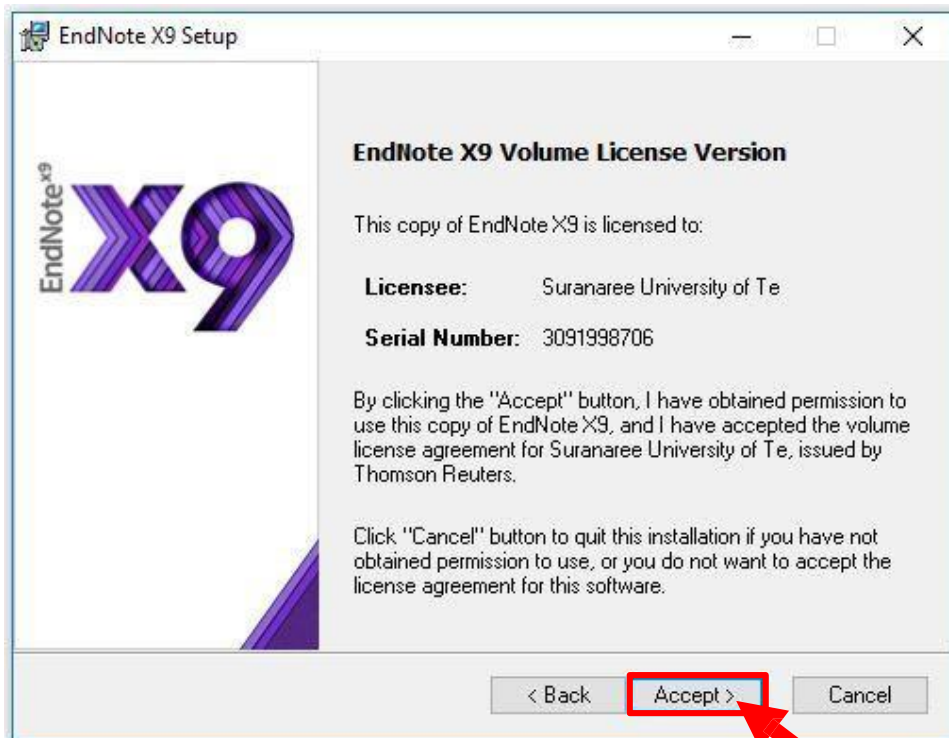 EndNote X9 Setup
EndNote X9
X9
EndNote X9 Volume License Version
This copy of EndNote X9 is licensed to:
Licensee: Suranaree University of Te
Serial Number: 3091998706
By clicking the "Accept" button, I have obtained permission to
use this copy of EndNote X9, and I have accepted the volume
license agreement for Suranaree University of Te, issued by
Thomson Reuters.
Click "Cancel" button to quit this installation if you have not
obtained permission to use, or you do not want to accept the
license agreement for this software.
< Back Accept > Cancel